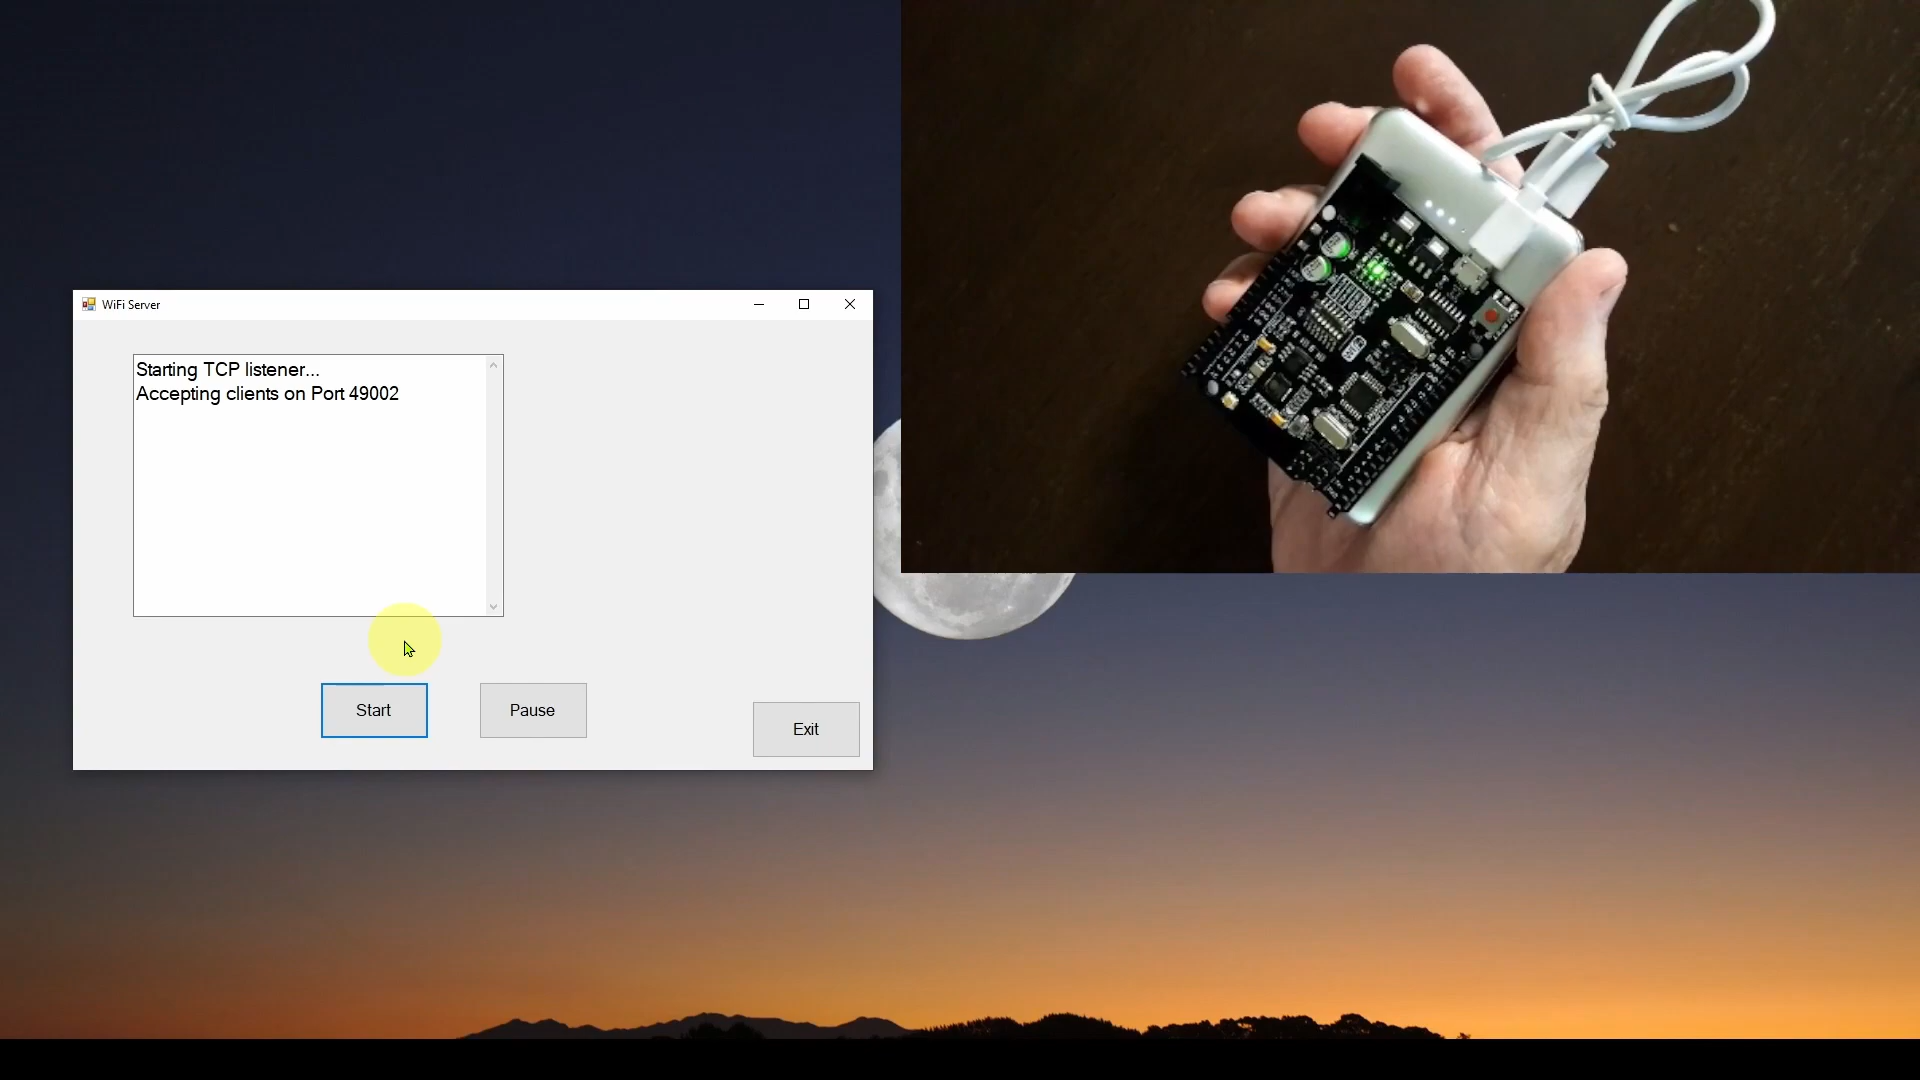 WiFi Server
Starting TCP listener...
Accepting clients on Port 49002
Start
Pause
Exit